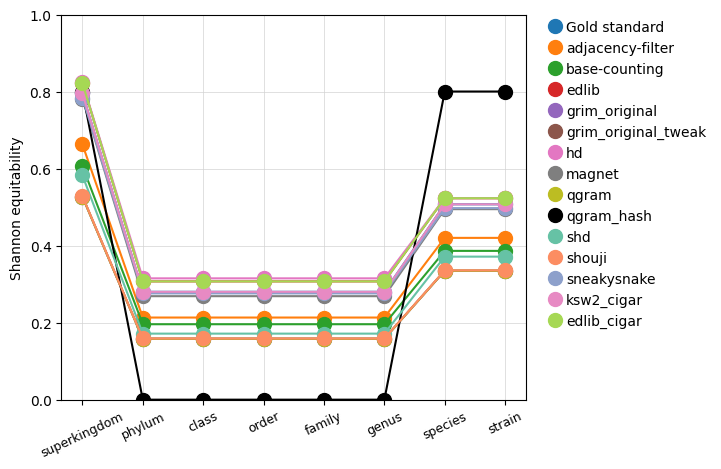 1.0
0.8
0.6
0.4
0.2
0.0
Shannon equitability
superkingdom
phylum
class
order
family
genus
species
strain
Gold standard
adjacency-filter
base-counting
edlib
grim_original
grim_original_tweak
hd
magnet
qgram
qgram_hash
shd
shouji
sneakysnake
ksw2_cigar
edlib_cigar